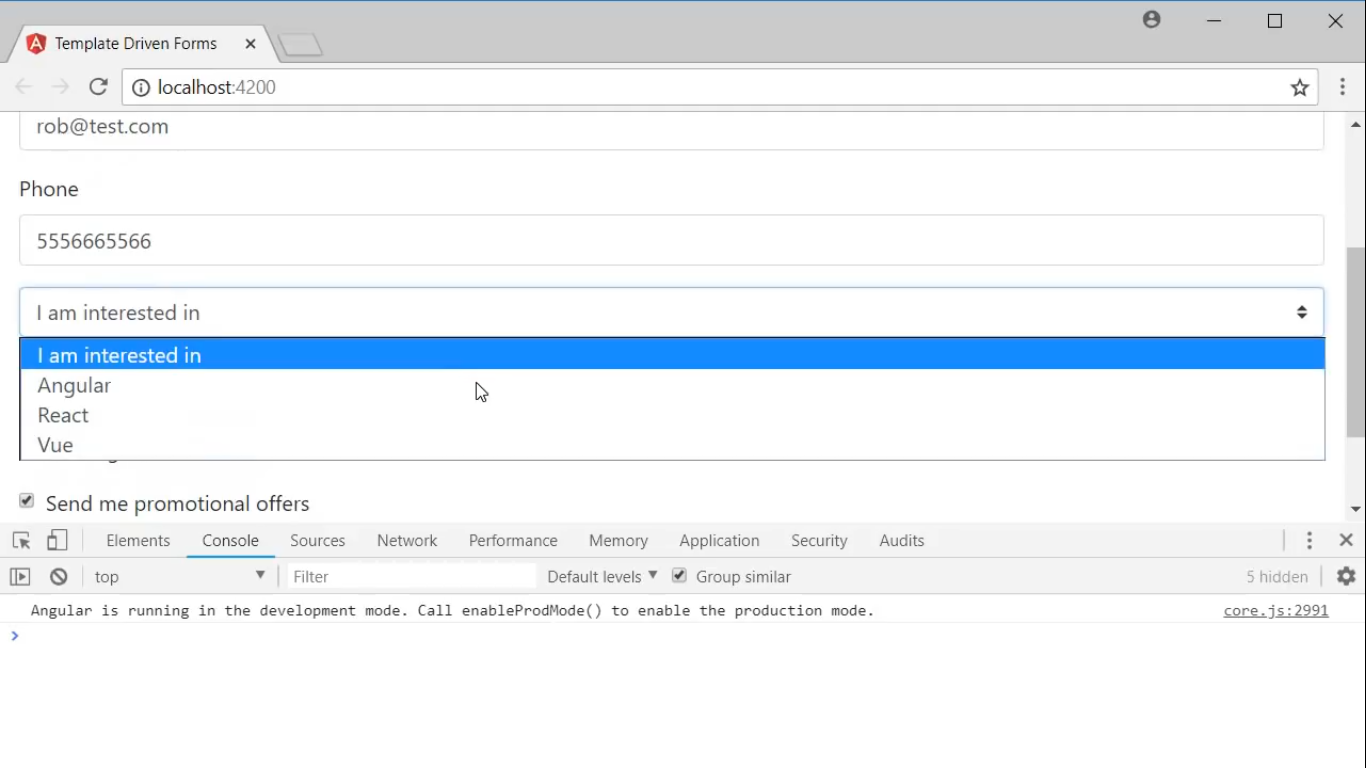 Template Driven Forms
localhost:4200
rob@test.com
Phone
5556665566
I am interested in
I am interested in
Angular
React
Vue
Send me promotional offers
Elements Console Sources Network Performance Memory Application Security Audits
top Filter Default levels Group similar 5 hidden
Angular is running in the development mode. Call enableProdMode() to enable the production mode. core.js:2991